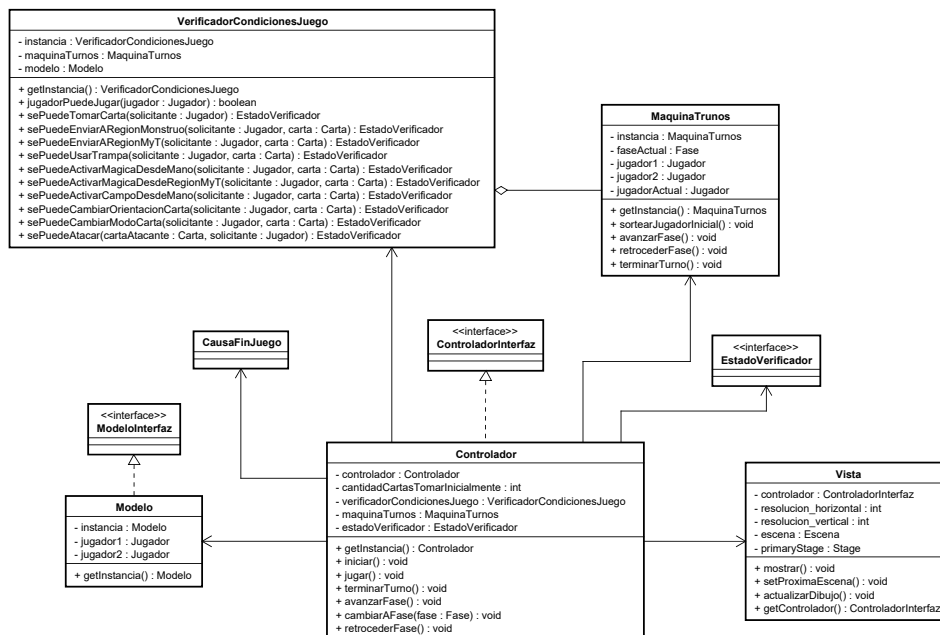 VerificadorCondicionesJuego
- instancia : VerificadorCondicionesJuego
- maquinaTurnos : MaquinaTurnos
- modelo : Modelo
+ getInstancia() : VerificadorCondicionesJuego
+ jugadorPuedeJugar(jugador : Jugador) : boolean
+ sePuedeTomarCarta(solicitante : Jugador) : EstadoVerificador
+ sePuedeEnviarARegionMonstruo(solicitante : Jugador, carta : Carta) : EstadoVerificador
+ sePuedeEnviarARegionMyT(solicitante : Jugador, carta : Carta) : EstadoVerificador
+ sePuedeUsarTrampa(solicitante : Jugador, carta : Carta) : EstadoVerificador
+ sePuedeActivarMagicaDesdeMano(solicitante : Jugador, carta : Carta) : EstadoVerificador
+ sePuedeActivarMagicaDesdeRegionMyT(solicitante : Jugador, carta : Carta) : EstadoVerificador
+ sePuedeActivarCampoDesdeMano(solicitante : Jugador, carta : Carta) : EstadoVerificador
+ sePuedeCambiarOrientacionCarta(solicitante : Jugador, carta : Carta) : EstadoVerificador
+ sePuedeCambiarModoCarta(solicitante : Jugador, carta : Carta) : EstadoVerificador
+ sePuedeAtacar(cartaAtacante : Carta, solicitante : Jugador) : EstadoVerificador
MaquinaTrunos
- instancia : MaquinaTurnos
- faseActual : Fase
- jugador1 : Jugador
- jugador2 : Jugador
- jugadorActual : Jugador
+ getInstancia() : MaquinaTurnos
+ sortearJugadorInicial() : void
+ avanzarFase() : void
+ retrocederFase() : void
+ terminarTurno() : void
CausaFinJuego
<<interface>>
ControladorInterfaz
<<interface>>
EstadoVerificador
<<interface>>
ModeloInterfaz
Modelo
- instancia : Modelo
- jugador1 : Jugador
- jugador2 : Jugador
+ getInstancia() : Modelo
Controlador
- controlador : Controlador
- cantidadCartasTomarInicialmente : int
- verificadorCondicionesJuego : VerificadorCondicionesJuego
- maquinaTurnos : MaquinaTurnos
- estadoVerificador : EstadoVerificador
+ getInstancia() : Controlador
+ iniciar() : void
+ jugar() : void
+ terminarTurno() : void
+ avanzarFase() : void
+ cambiarAFase(fase : Fase) : void
+ retrocederFase() : void
Vista
- controlador : ControladorInterfaz
- resolucion_horizontal : int
- resolucion_vertical : int
- escena : Escena
- primaryStage : Stage
+ mostrar() : void
+ setProximaEscena() : void
+ actualizarDibujo() : void
+ getControlador() : ControladorInterfaz